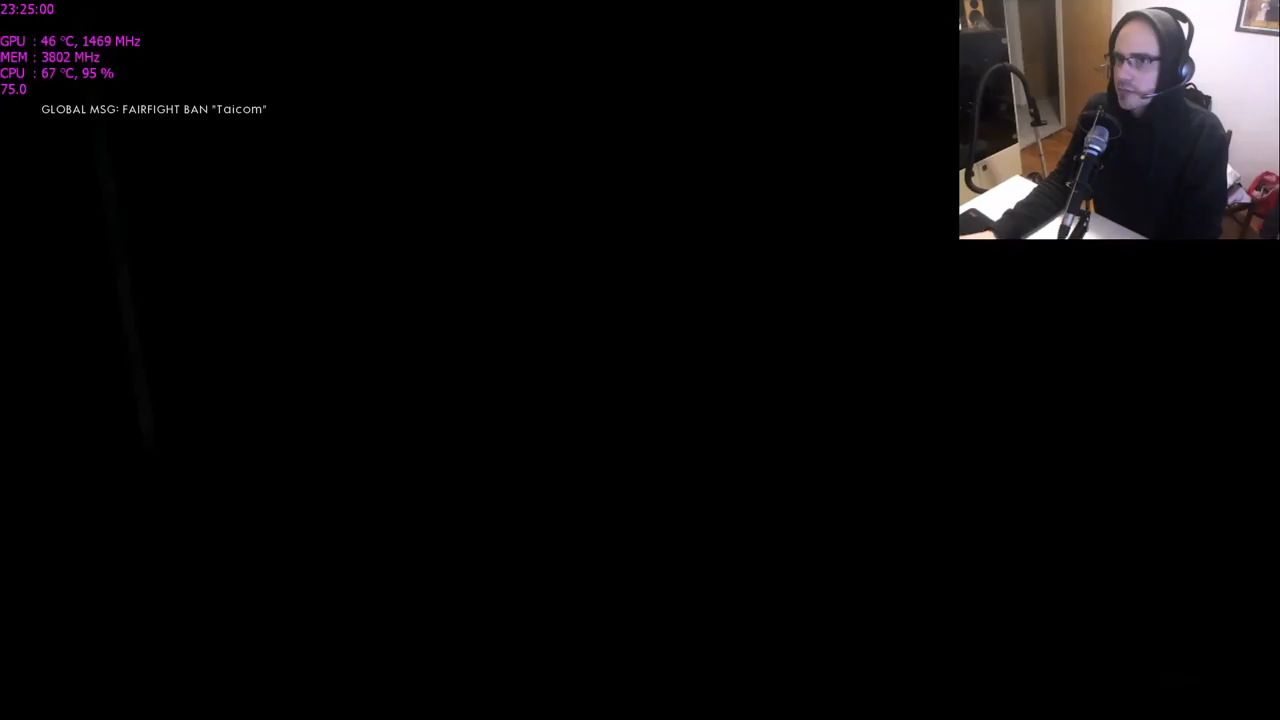 23:25:00
GPU : 46 °C, 1469 MHz
MEM : 3802 MHz
CPU : 67 °C, 95 %
75.0
GLOBAL MSG: FAIRFIGHT BAN "Taicom"